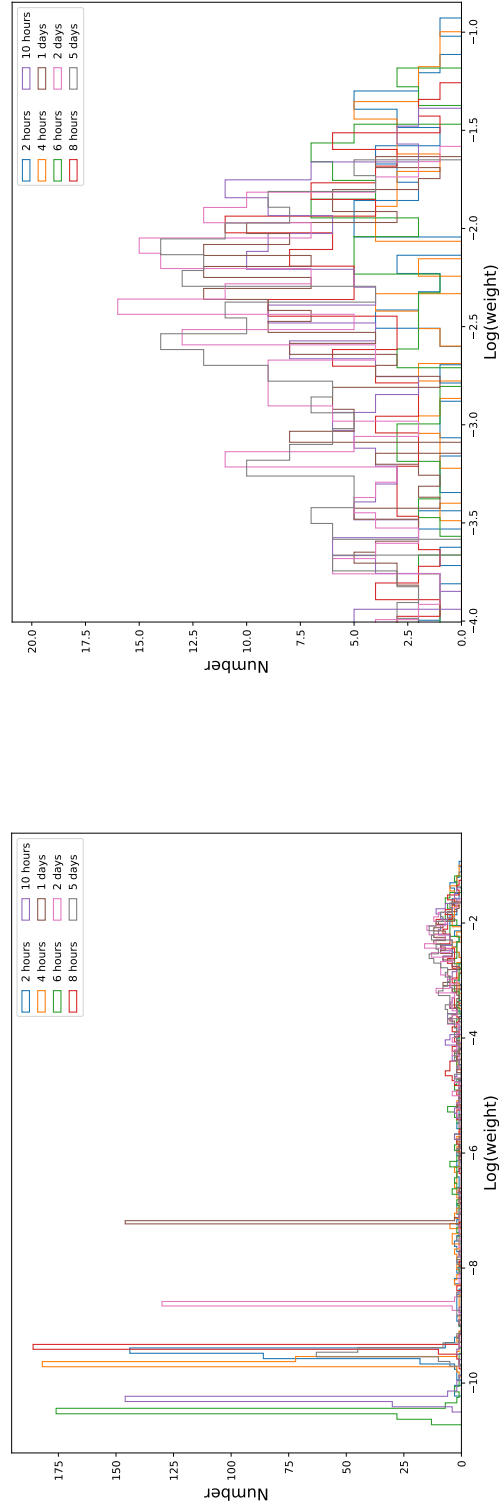 Number
175
150
125
100
75
50
25
0
2 hours
4 hours
6 hours
8 hours
10 hours
1 days
2 days
5 days
−10
−8
−6
−4
−2
Log(weight)
Number
20.0
17.5
15.0
12.5
10.0
7.5
5.0
2.5
0.0
2 hours
4 hours
6 hours
8 hours
10 hours
1 days
2 days
5 days
−4.0
−3.5
−3.0
−2.5
−2.0
−1.5
−1.0
Log(weight)